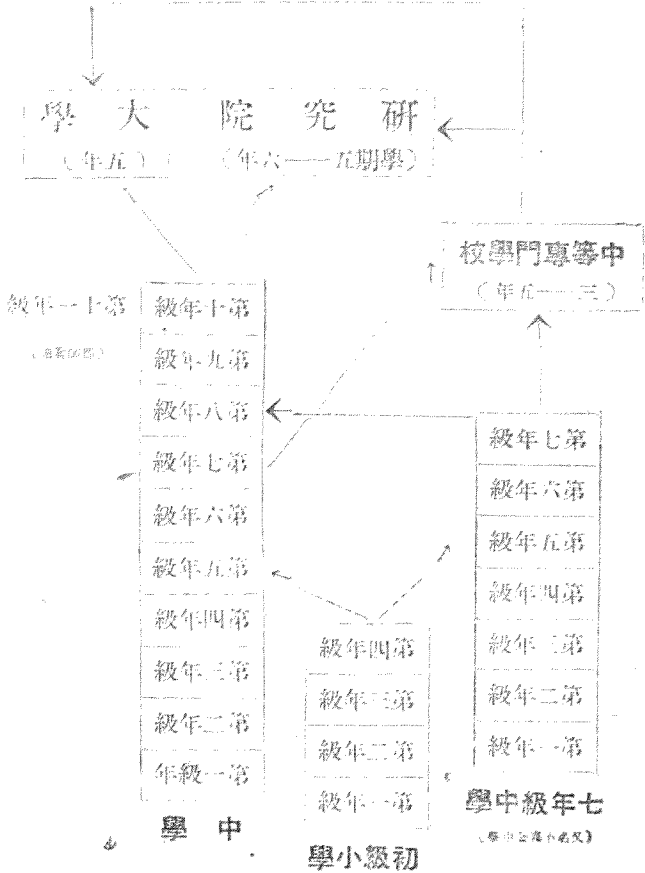 研究院
大學
（學期五——六年）
（五年）
中等專門學校
（三——五年）
第十一年級
第十年級
第九年級
第八年級
第七年級
第六年級
第五年級
第四年級
第三年級
第二年級
第一級年
中學
第四年級
第三年級
第二年級
第一年級
初級小學
第七年級
第六年級
第五年級
第四年級
第三年級
第二年級
第一年級
七年級中學